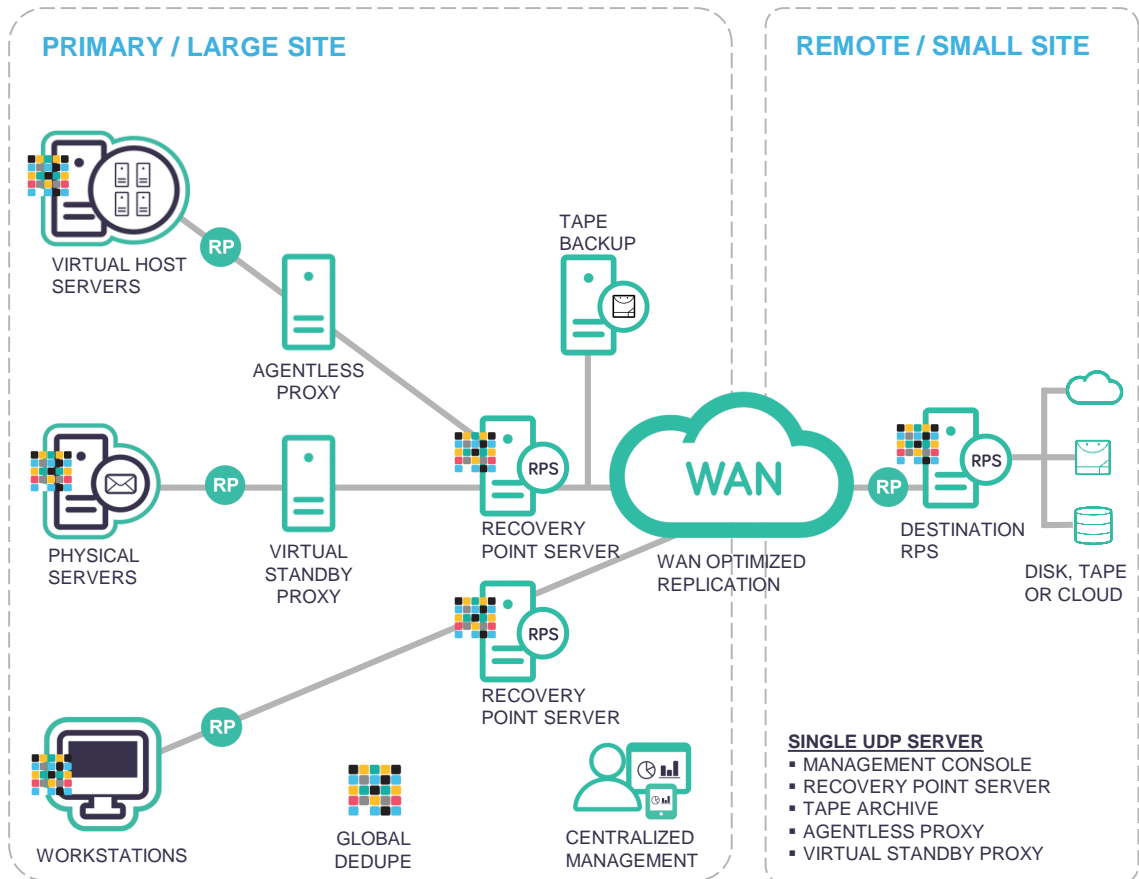 PRIMARY / LARGE SITE
REMOTE / SMALL SITE
RP
VIRTUAL HOST
SERVERS
AGENTLESS
PROXY
TAPE
BACKUP
RP
PHYSICAL
SERVERS
VIRTUAL
STANDBY
PROXY
RPS
RECOVERY
POINT SERVER
WAN
WAN OPTIMIZED
REPLICATION
RP
RPS
DESTINATION
RPS
DISK, TAPE
OR CLOUD
RPS
RECOVERY
POINT SERVER
RP
WORKSTATIONS
GLOBAL
DEDUPE
CENTRALIZED
MANAGEMENT
SINGLE UDP SERVER
▪ MANAGEMENT CONSOLE
▪ RECOVERY POINT SERVER
▪ TAPE ARCHIVE
▪ AGENTLESS PROXY
▪ VIRTUAL STANDBY PROXY